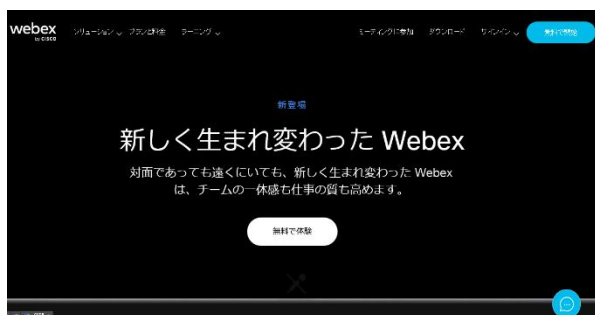 webex
by CISCO
ソリューション プランと料金 ラーニング
ミーティングに参加 ダウンロード サインイン 無料で開始
新登場
新しく生まれ変わった Webex
対面であっても遠くにいても、新しく生まれ変わった Webex
は、チームの一体感も仕事の質も高めます。
無料で体験